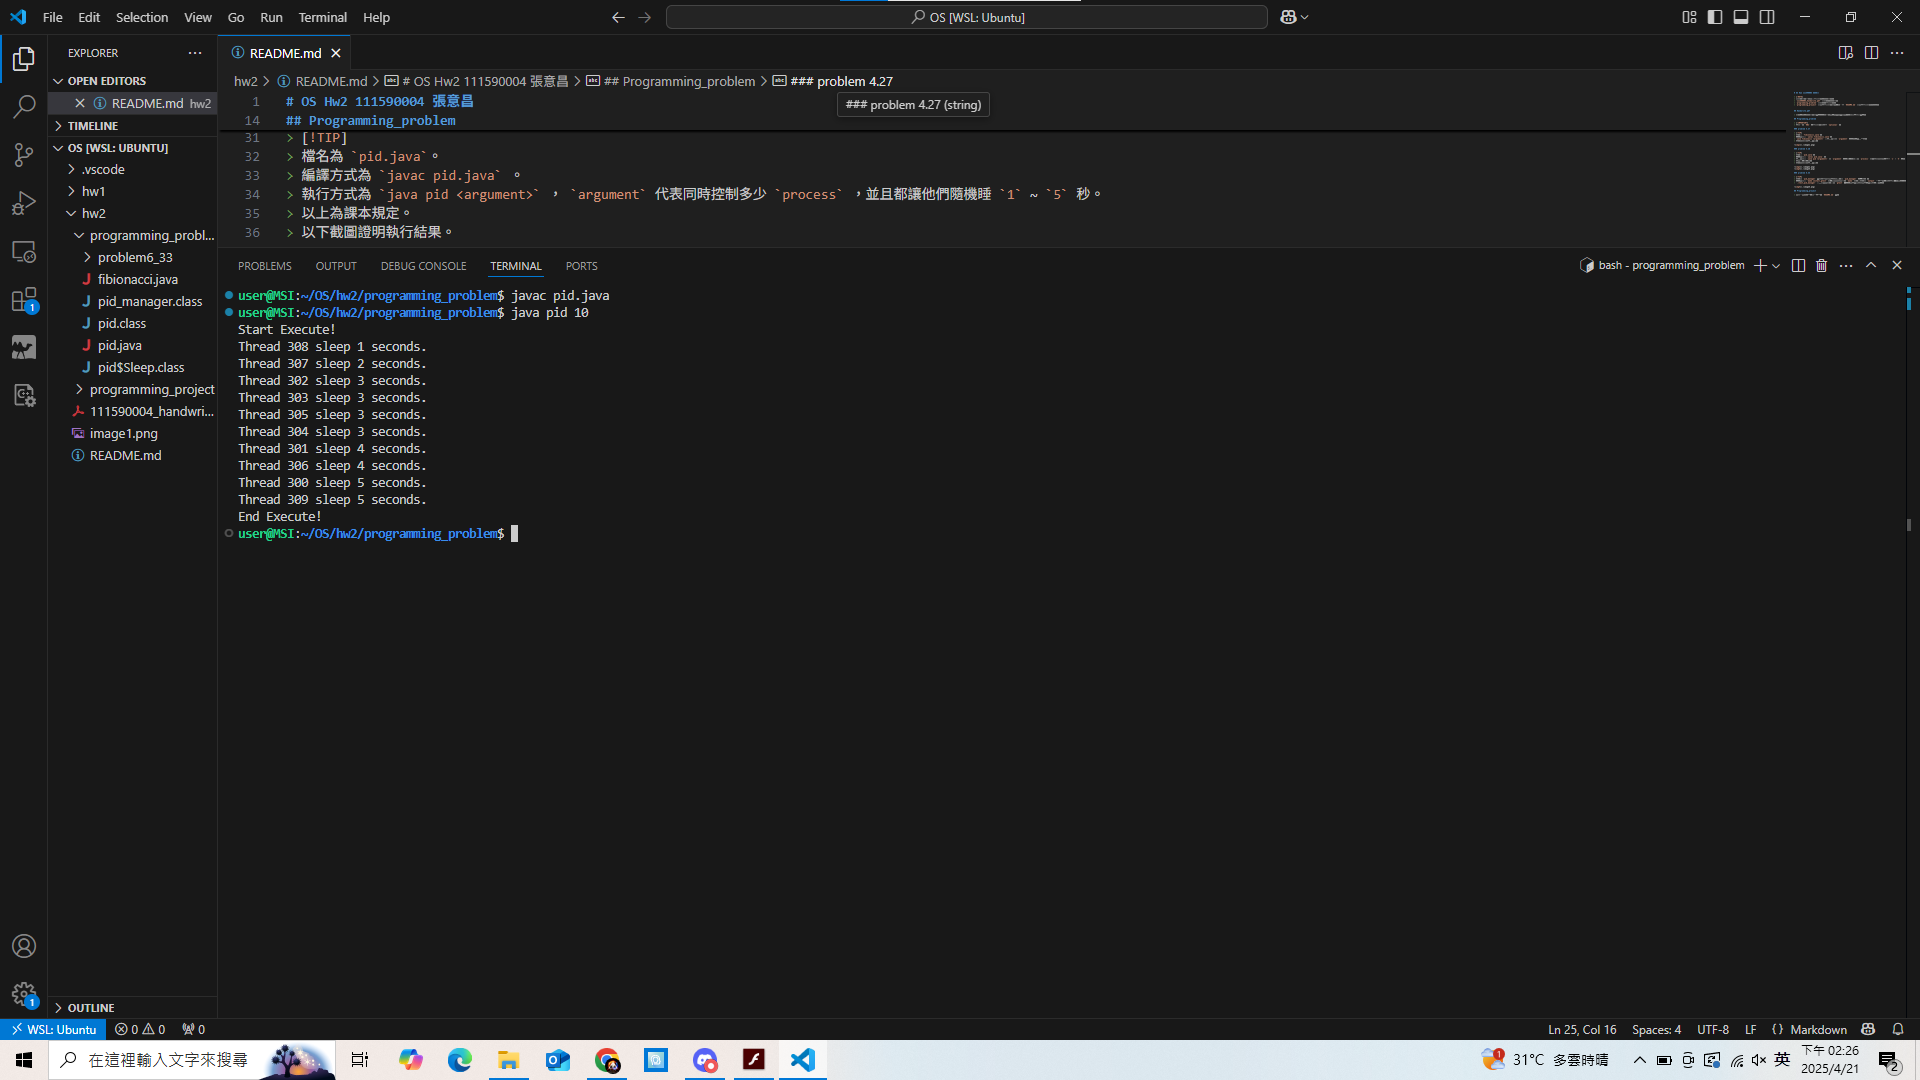 File Edit Selection View Go Run Terminal Help
OS [WSL: Ubuntu]
EXPLORER
README.md
OPEN EDITORS
hw2 > README.md > # OS Hw2 111590004 張意昌 > ## Programming_problem > ### problem 4.27
README.md hw2
1 # OS Hw2 111590004 張意昌
### problem 4.27 (string)
TIMELINE
14 ## Programming_problem
31 > [!TIP]
OS [WSL: UBUNTU]
32 > 檔名為 `pid.java`。
.vscode
33 > 編譯方式為 `javac pid.java` 。
hw1
34 > 執行方式為 `java pid <argument>` ， `argument` 代表同時控制多少 `process` ，並且都讓他們隨機睡 `1` ~ `5` 秒。
hw2
35 > 以上為課本規定。
programming_probl...
36 > 以下截圖證明執行結果。
problem6_33
fibionacci.java
pid_manager.class
pid.class
pid.java
pid$Sleep.class
programming_project
111590004_handwri...
image1.png
README.md
OUTLINE
PROBLEMS OUTPUT DEBUG CONSOLE TERMINAL PORTS
bash - programming_problem
user@MSI:~/OS/hw2/programming_problem$ javac pid.java
user@MSI:~/OS/hw2/programming_problem$ java pid 10
Start Execute!
Thread 308 sleep 1 seconds.
Thread 307 sleep 2 seconds.
Thread 302 sleep 3 seconds.
Thread 303 sleep 3 seconds.
Thread 305 sleep 3 seconds.
Thread 304 sleep 3 seconds.
Thread 301 sleep 4 seconds.
Thread 306 sleep 4 seconds.
Thread 300 sleep 5 seconds.
Thread 309 sleep 5 seconds.
End Execute!
user@MSI:~/OS/hw2/programming_problem$
1
1
WSL: Ubuntu 0 0 0
Ln 25, Col 16 Spaces: 4 UTF-8 LF {} Markdown
在這裡輸入文字來搜尋
1 31°C 多雲時晴
英
下午 02:26
2025/4/21
2